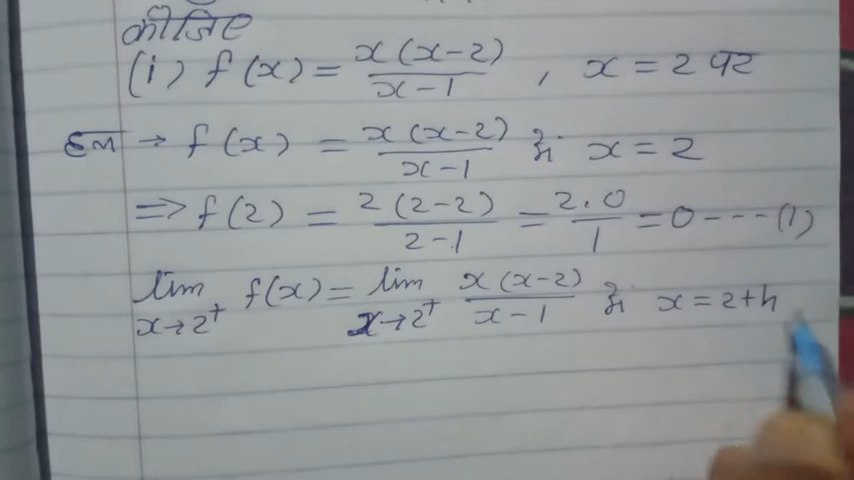 कीजिए
(i) f(x) = x(x-2)/x-1 , x = 2 पर
हल → f(x) = x(x-2)/x-1 में x = 2
⇒ f(2) = 2(2-2)/2-1 = 2.0/1 = 0 --- (1)
lim x→2⁺ f(x) = lim x→2⁺ x(x-2)/x-1 में x = 2+h